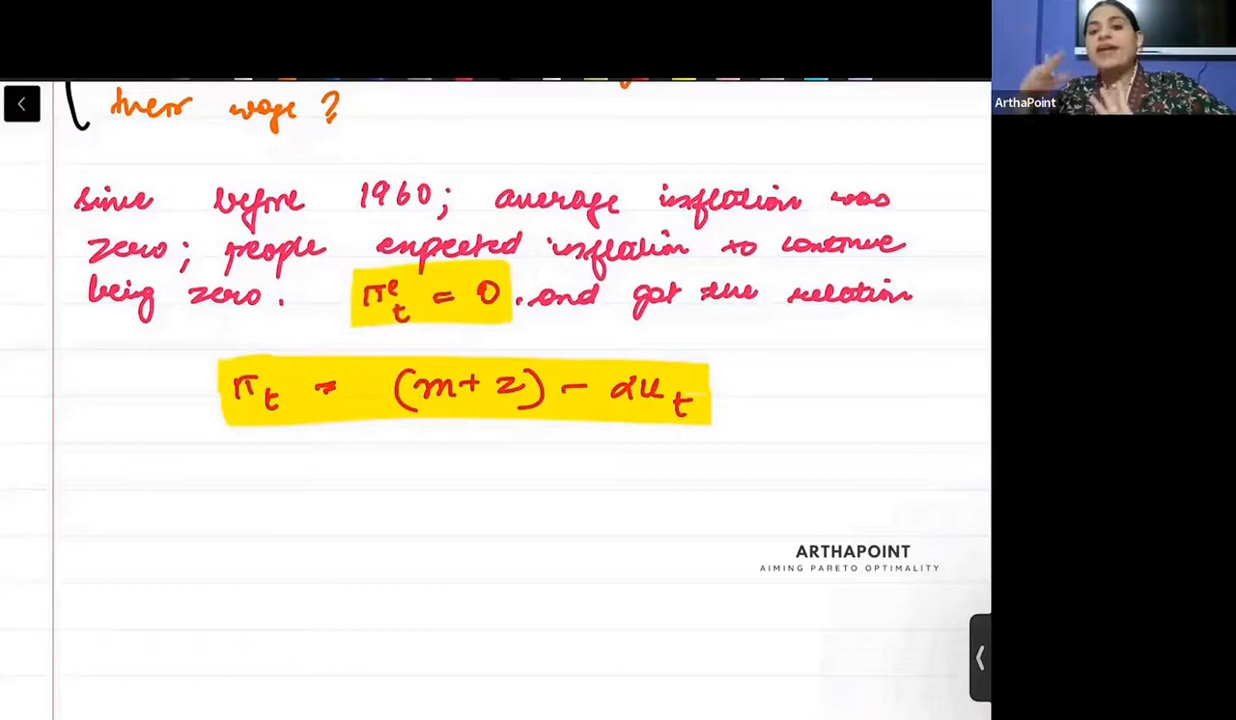 their wage ?
ArthaPoint
since before 1960; average inflation was
zero; people expected inflation to continue
being zero. πᵉₜ = 0 . and got the relation
πₜ = (m+z) - αuₜ
ARTHAPOINT
AIMING PARETO OPTIMALITY